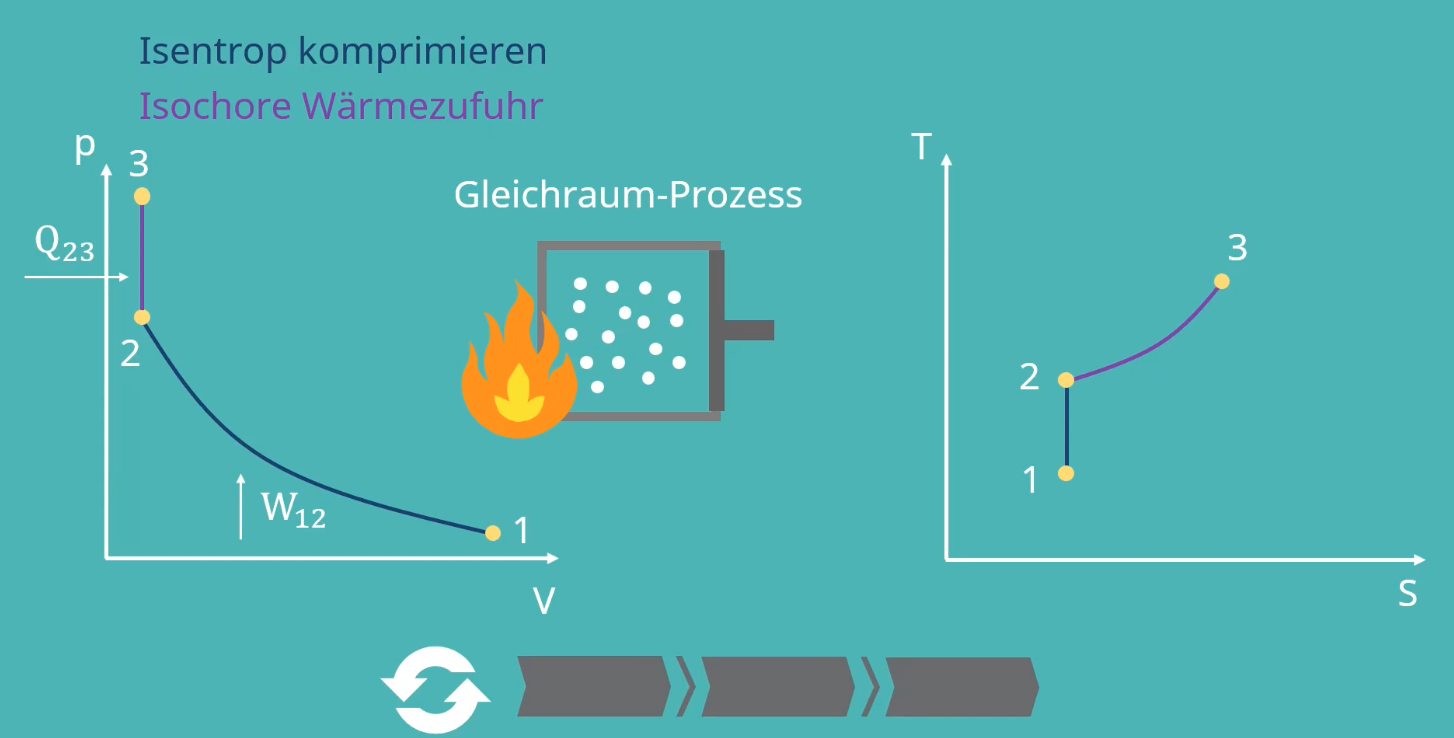 Isentrop komprimieren
Isochore Wärmezufuhr
p
3
Q₂₃
2
W₁₂
1
V
Gleichraum-Prozess
T
3
2
1
S